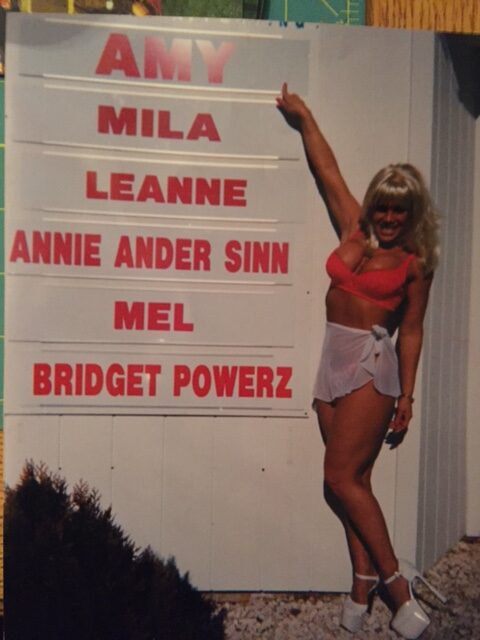 AMY
MILA
LEANNE
ANNIE ANDER SINN
MEL
BRIDGET POWERZ